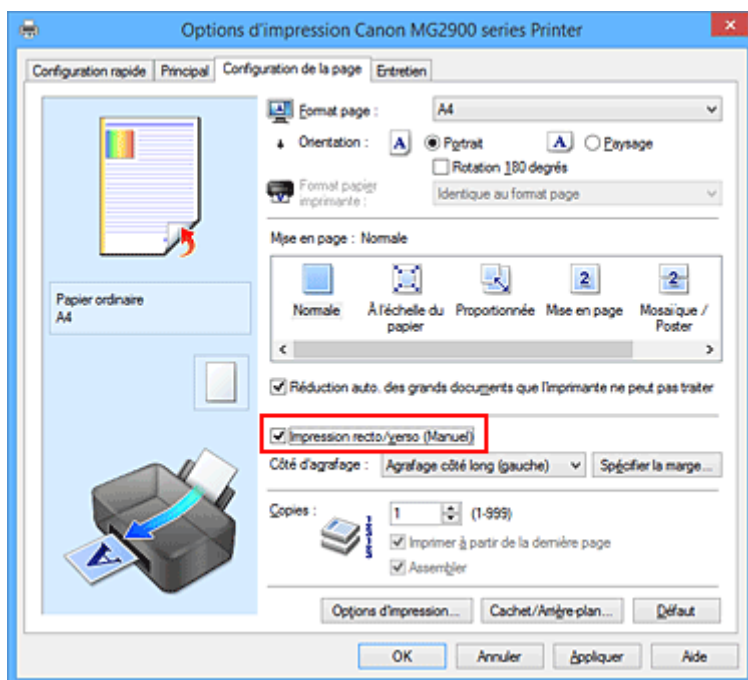 Options d'impression Canon MG2900 series Printer
Configuration rapide Principal Configuration de la page Entretien
Format page : A4
Orientation : A Portrait A Paysage
Rotation 180 degrés
Format papier imprimante : Identique au format page
Mise en page : Normale
Normale À l'échelle du papier Proportionnée Mise en page Mosaïque / Poster
Papier ordinaire
A4
Réduction auto. des grands documents que l'imprimante ne peut pas traiter
Impression recto/verso (Manuel)
Côté d'agrafage : Agrafage côté long (gauche) Spécifier la marge...
Copies : 1 (1-999)
Imprimer à partir de la dernière page
Assembler
Options d'impression... Cachet/Arrière-plan... Défaut
OK Annuler Appliquer Aide